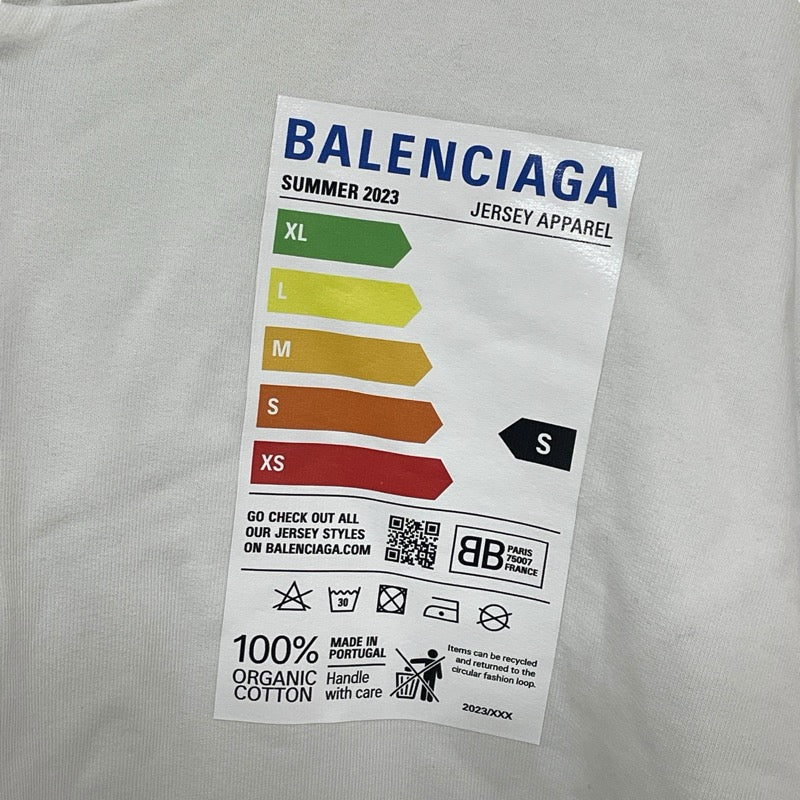 BALENCIAGA
SUMMER 2023
JERSEY APPAREL
XL
L
M
S
S
XS
GO CHECK OUT ALL
OUR JERSEY STYLES
ON BALENCIAGA.COM
BB
PARIS
75007
FRANCE
30
100%
ORGANIC
COTTON
MADE IN
PORTUGAL
Handle
with care
Items can be recycled
and returned to the
circular fashion loop.
2023/XXX